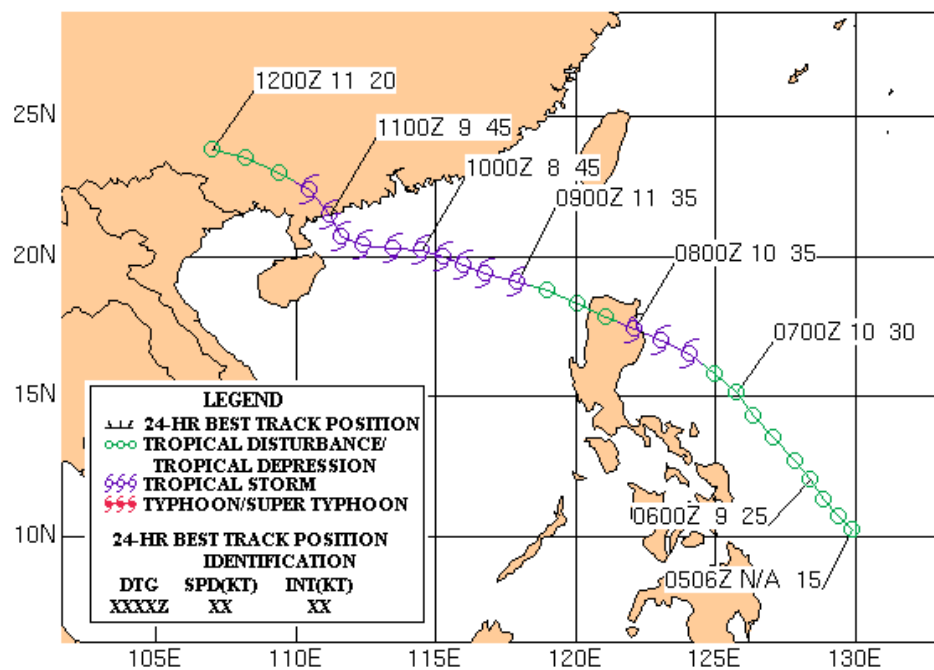 1200Z 11 20
25N
1100Z 9 45
1000Z 8 45
0900Z 11 35
20N
0800Z 10 35
0700Z 10 30
15N
LEGEND
24-HR BEST TRACK POSITION
TROPICAL DISTURBANCE/
TROPICAL DEPRESSION
TROPICAL STORM
TYPHOON/SUPER TYPHOON
0600Z 9 25
10N
24-HR BEST TRACK POSITION
IDENTIFICATION
0506Z N/A 15
DTG SPD(KT) INT(KT)
XXXXZ XX XX
105E 110E 115E 120E 125E 130E